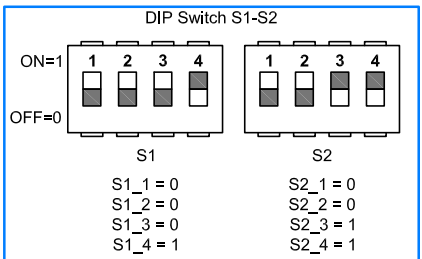 DIP Switch S1-S2
ON=1 1 2 3 4 1 2 3 4
OFF=0
S1 S2
S1_1 = 0 S2_1 = 0
S1_2 = 0 S2_2 = 0
S1_3 = 0 S2_3 = 1
S1_4 = 1 S2_4 = 1